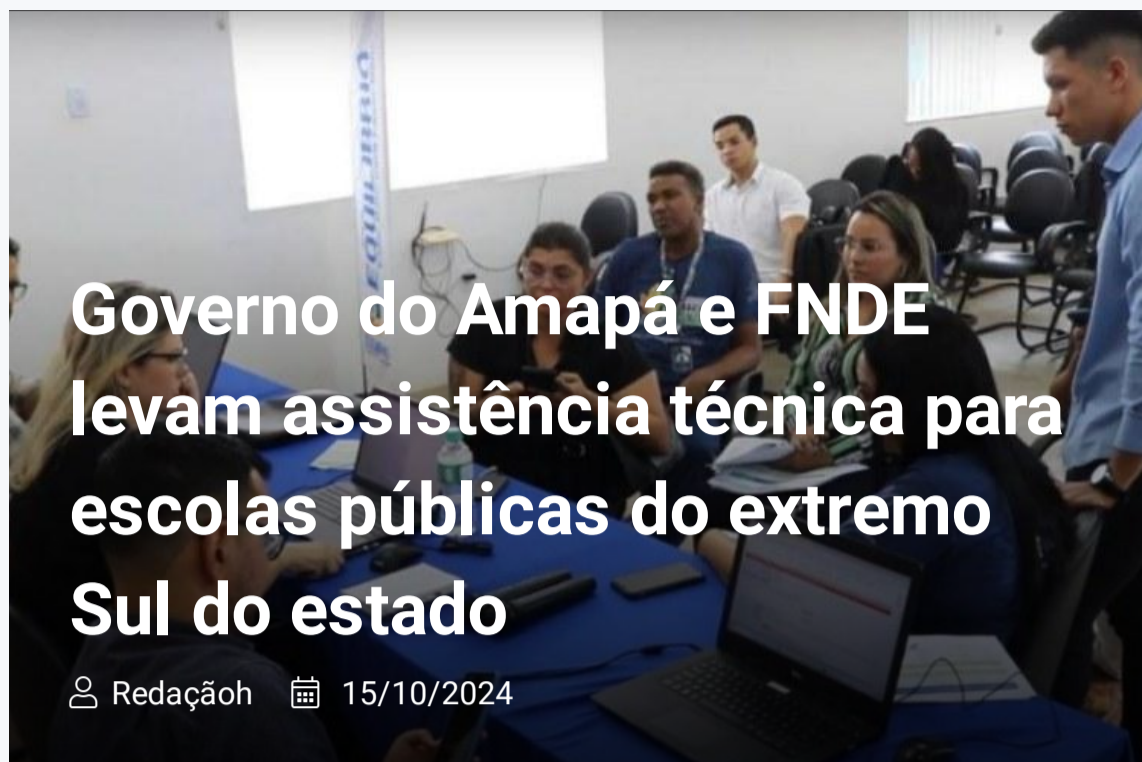 Governo do Amapá e FNDE
levam assistência técnica para
escolas públicas do extremo
Sul do estado
Redaçãoh 15/10/2024